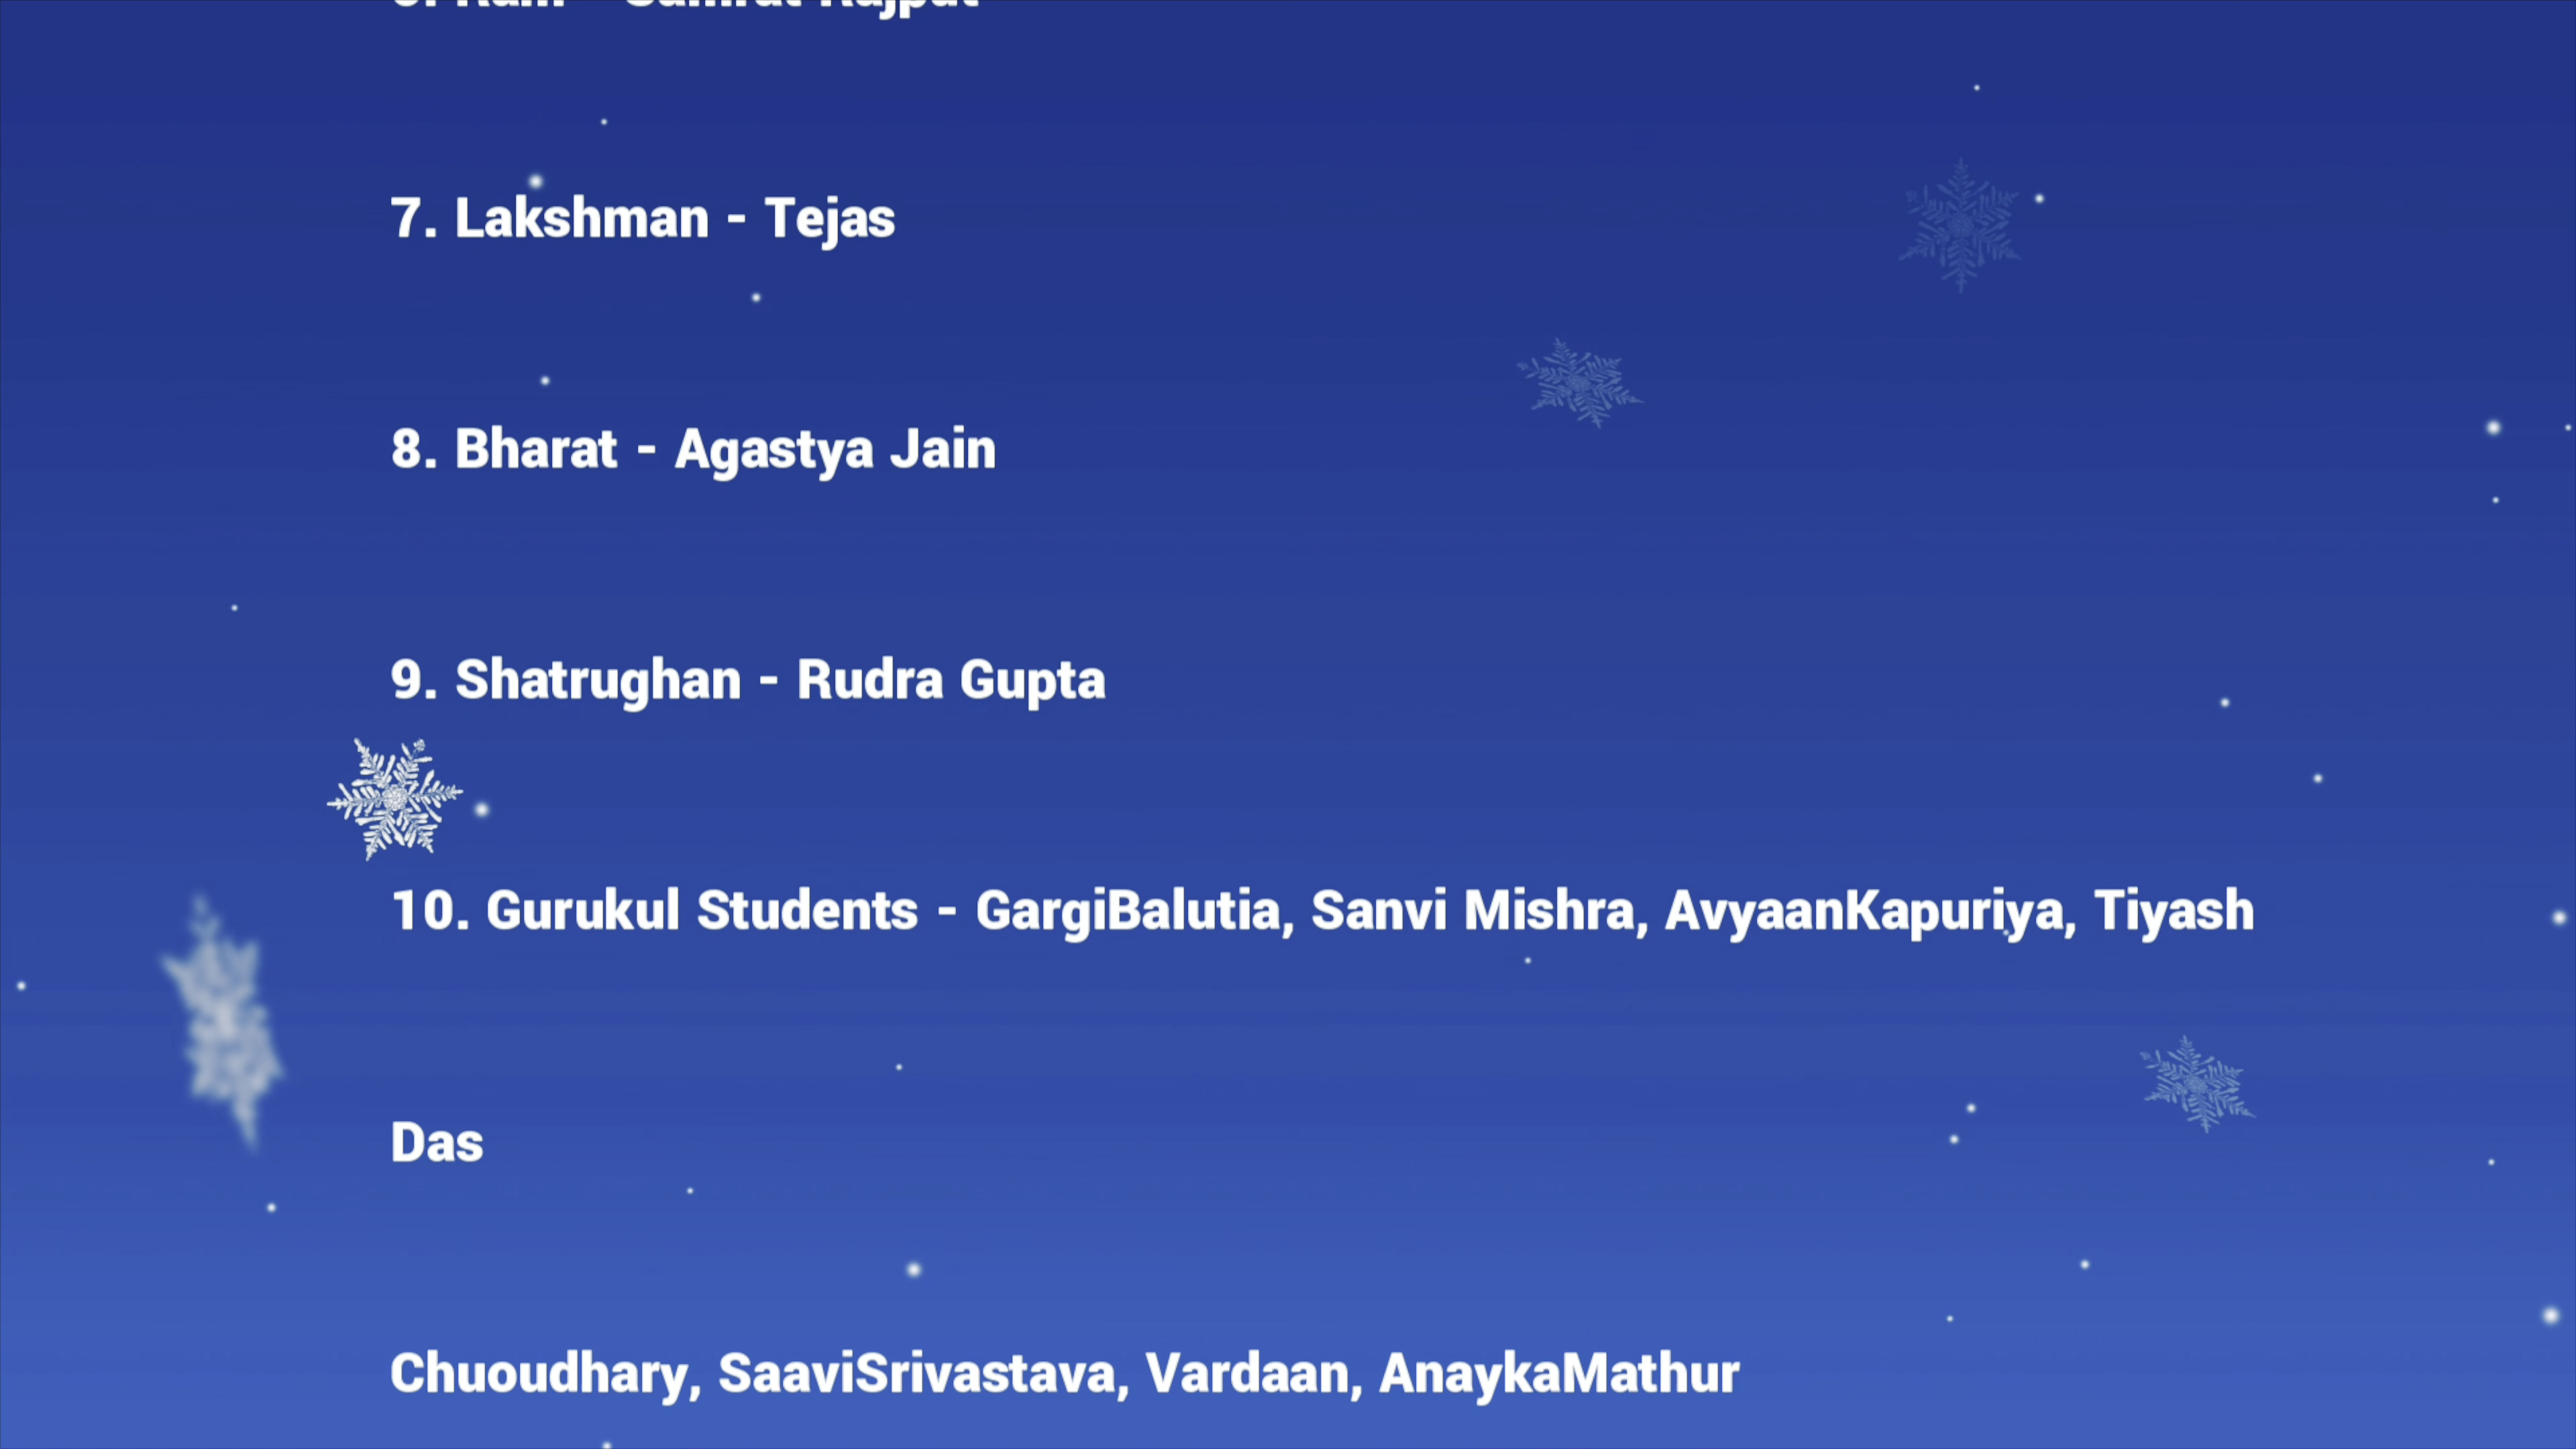 7. Lakshman - Tejas
8. Bharat - Agastya Jain
9. Shatrughan - Rudra Gupta
10. Gurukul Students - GargiBalutia, Sanvi Mishra, AvyaanKapuriya, Tiyash
Das
Chuoudhary, SaaviSrivastava, Vardaan, AnaykaMathur